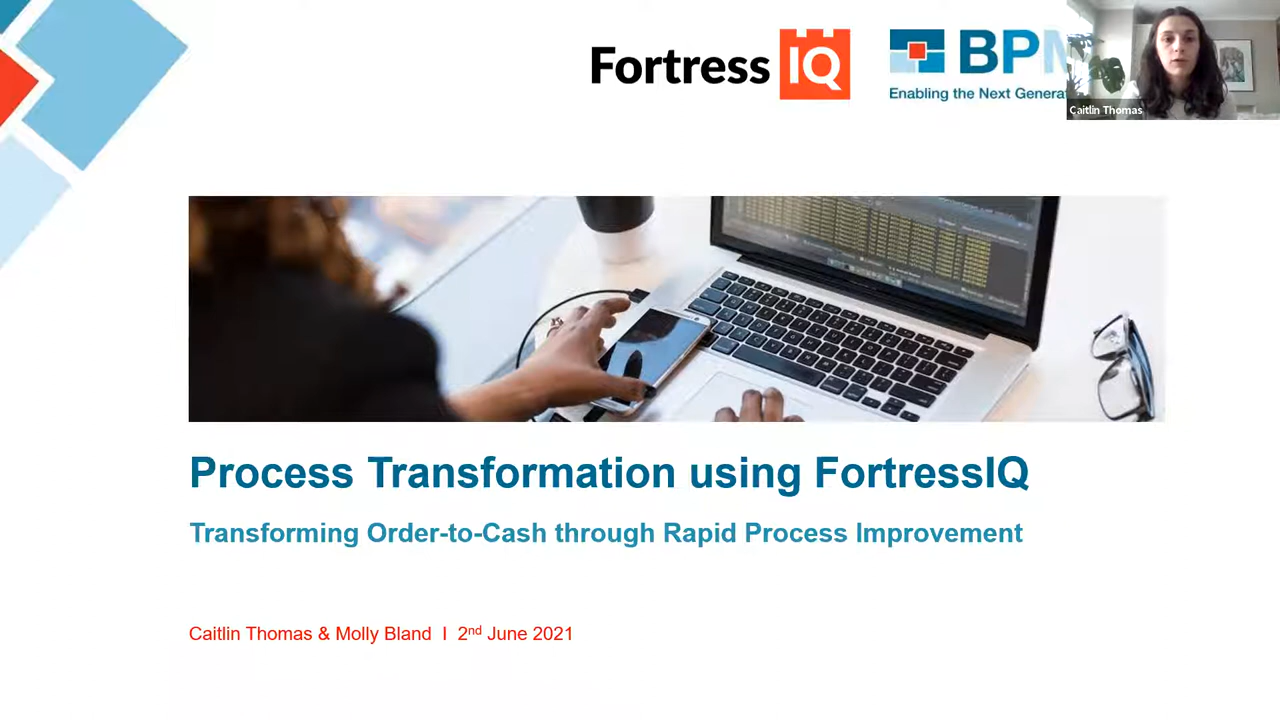 Fortress IQ
BPM
Enabling the Next Generat
Caitlin Thomas
Process Transformation using FortressIQ
Transforming Order-to-Cash through Rapid Process Improvement
Caitlin Thomas & Molly Bland I 2nd June 2021